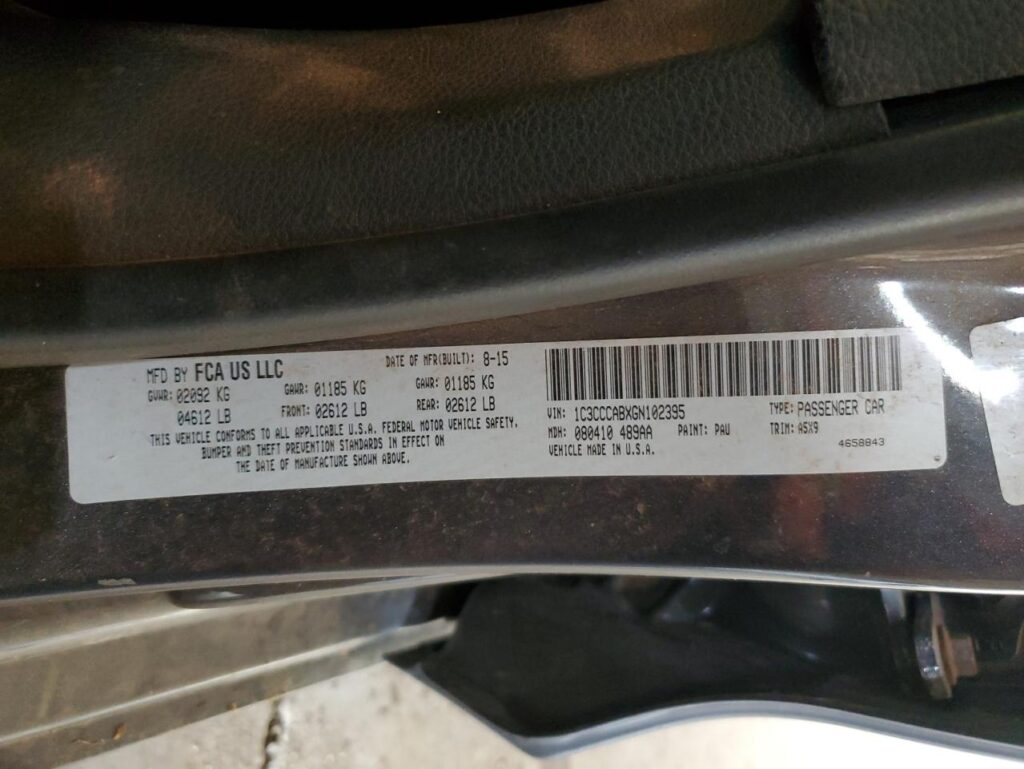 MFD BY FCA US LLC DATE OF MFR(BUILT): 8-15
GVWR: 02092 KG GAWR: 01185 KG GAWR: 01185 KG
04612 LB FRONT: 02612 LB REAR: 02612 LB
THIS VEHICLE CONFORMS TO ALL APPLICABLE U.S.A. FEDERAL MOTOR VEHICLE SAFETY,
BUMPER AND THEFT PREVENTION STANDARDS IN EFFECT ON
THE DATE OF MANUFACTURE SHOWN ABOVE.
VIN: 1C3CCCABXGN102395 TYPE: PASSENGER CAR
MDH: 080410 489AA PAINT: PAU TRIM: A5X9
VEHICLE MADE IN U.S.A. 4658843